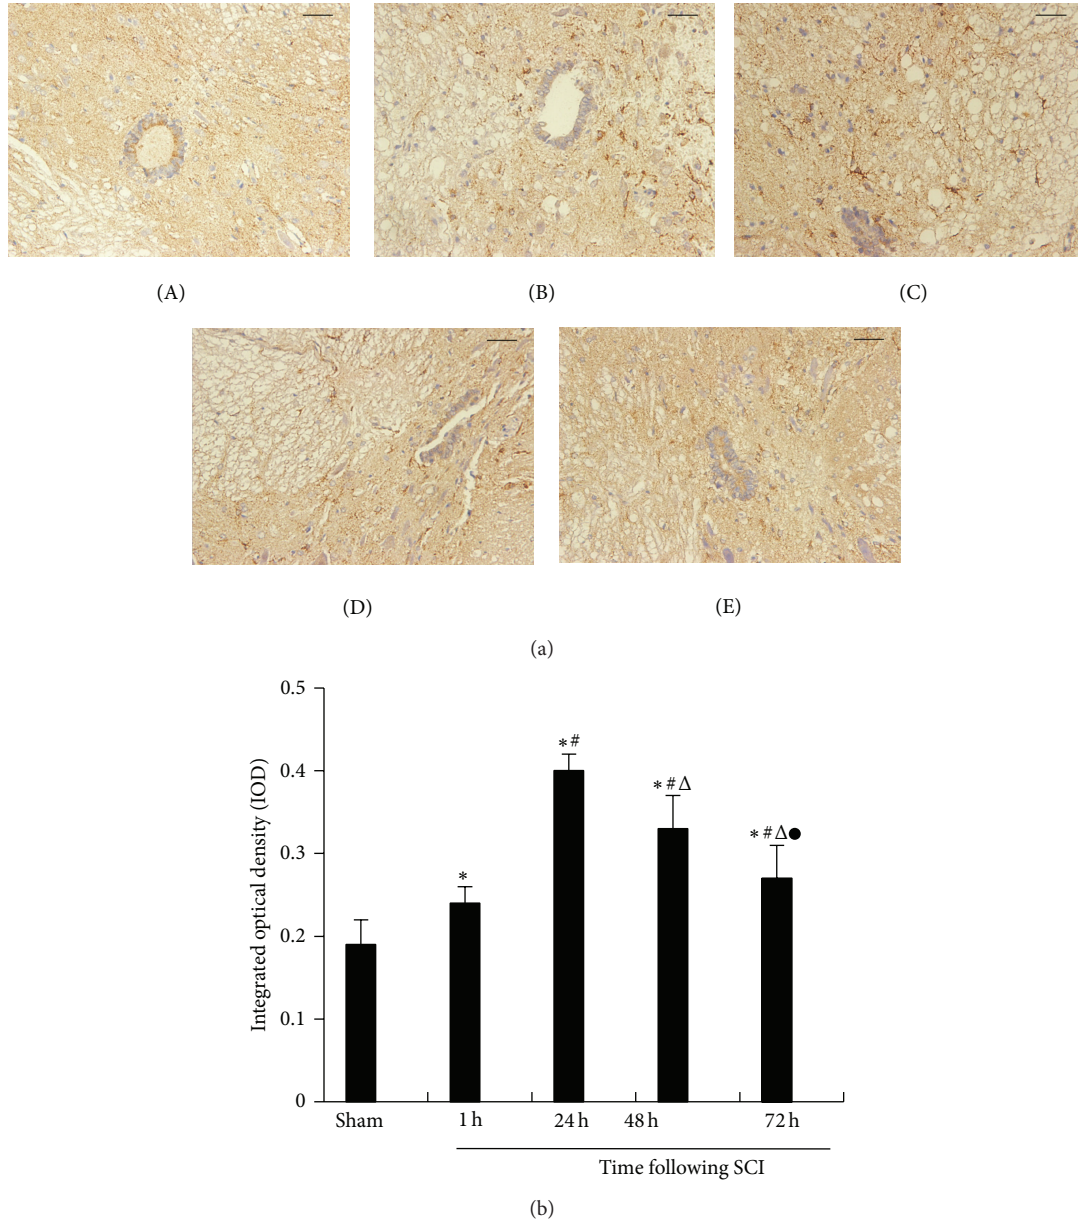 (A)
(B)
(C)
(D)
(E)
(a)
Integrated optical density (IOD)
0.5
0.4
0.3
0.2
0.1
0
*
*#
*#Δ
*#Δ●
Sham
1 h
24 h
48 h
72 h
Time following SCI
(b)